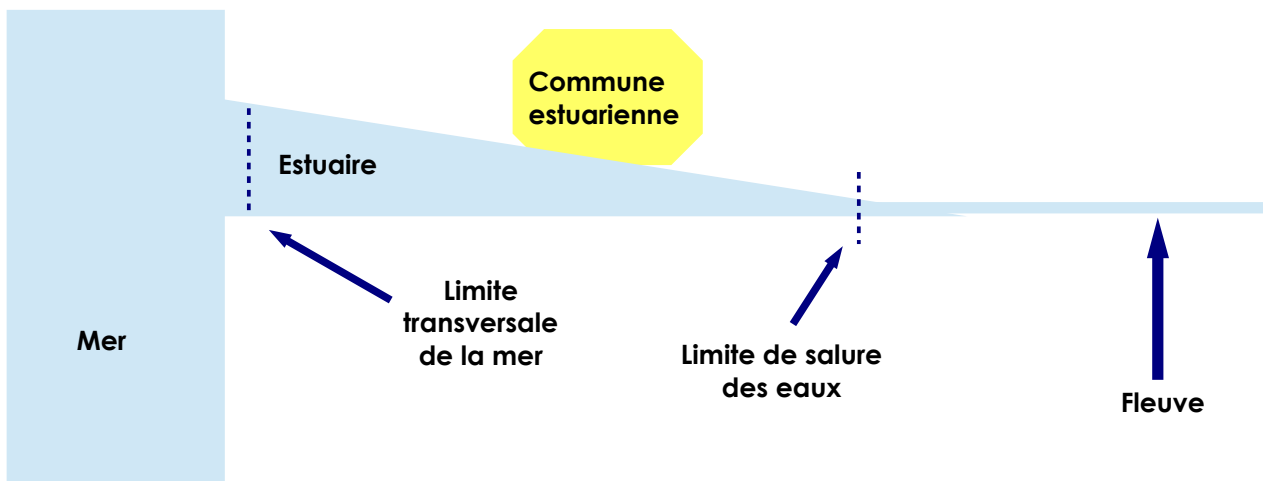 Commune
estuarienne
Estuaire
Limite
transversale
de la mer
Mer
Limite de salure
des eaux
Fleuve